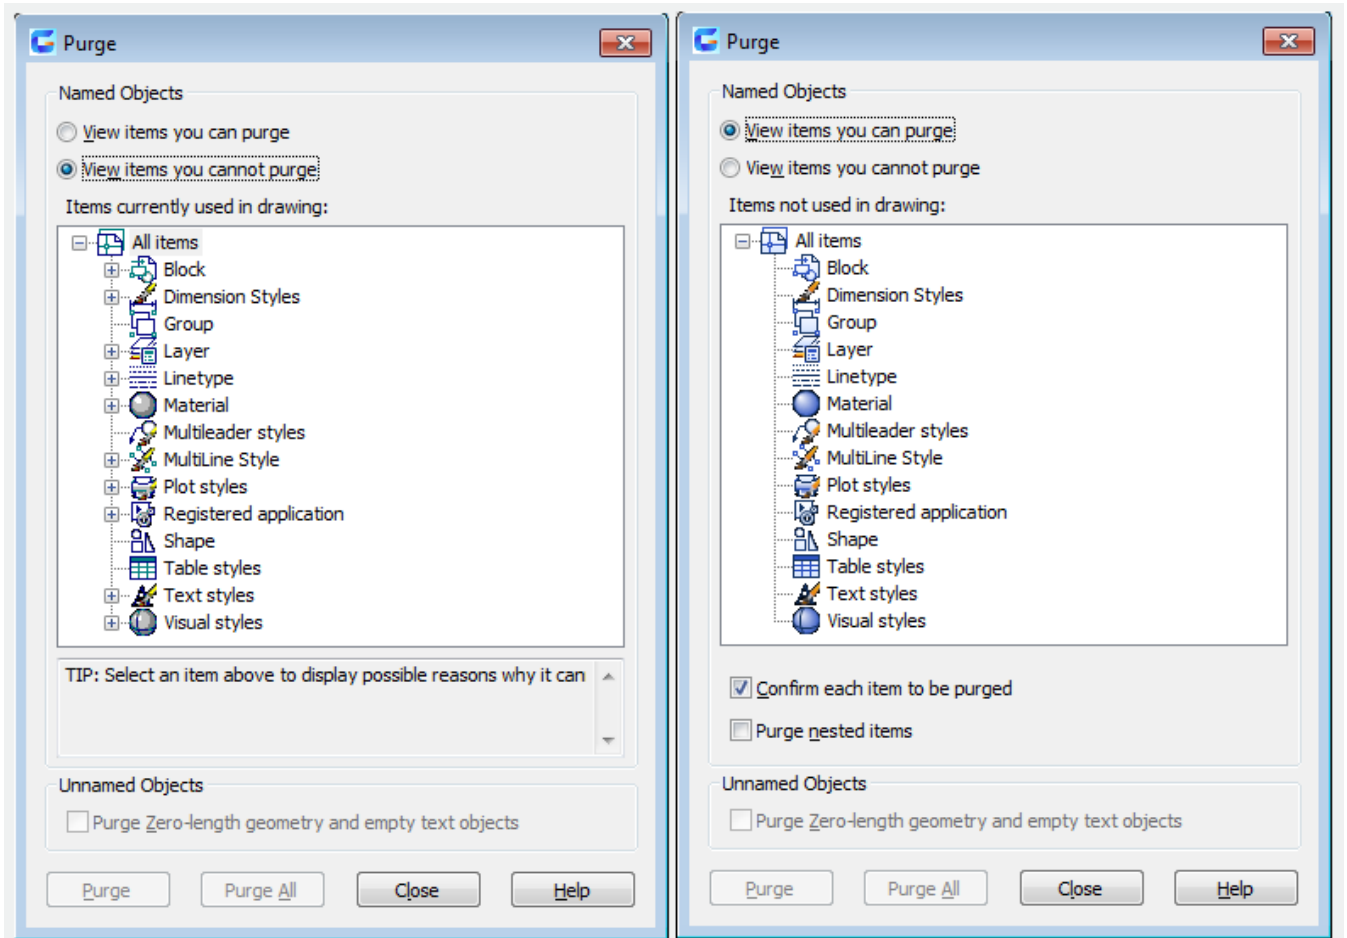 Purge
Named Objects
View items you can purge
View items you cannot purge
Items currently used in drawing:
All items
Block
Dimension Styles
Group
Layer
Linetype
Material
Multileader styles
MultiLine Style
Plot styles
Registered application
Shape
Table styles
Text styles
Visual styles
TIP: Select an item above to display possible reasons why it can
Unnamed Objects
Purge Zero-length geometry and empty text objects
Purge Purge All Close Help
Purge
Named Objects
View items you can purge
View items you cannot purge
Items not used in drawing:
All items
Block
Dimension Styles
Group
Layer
Linetype
Material
Multileader styles
MultiLine Style
Plot styles
Registered application
Shape
Table styles
Text styles
Visual styles
Confirm each item to be purged
Purge nested items
Unnamed Objects
Purge Zero-length geometry and empty text objects
Purge Purge All Close Help